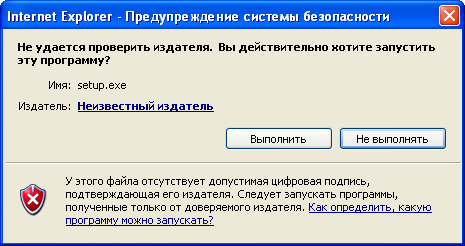 Internet Explorer - Предупреждение системы безопасности
Не удается проверить издателя. Вы действительно хотите запустить
эту программу?
Имя: setup.exe
Издатель: Неизвестный издатель
Выполнить Не выполнять
У этого файла отсутствует допустимая цифровая подпись,
подтверждающая его издателя. Следует запускать программы,
полученные только от доверяемого издателя. Как определить, какую
программу можно запускать?